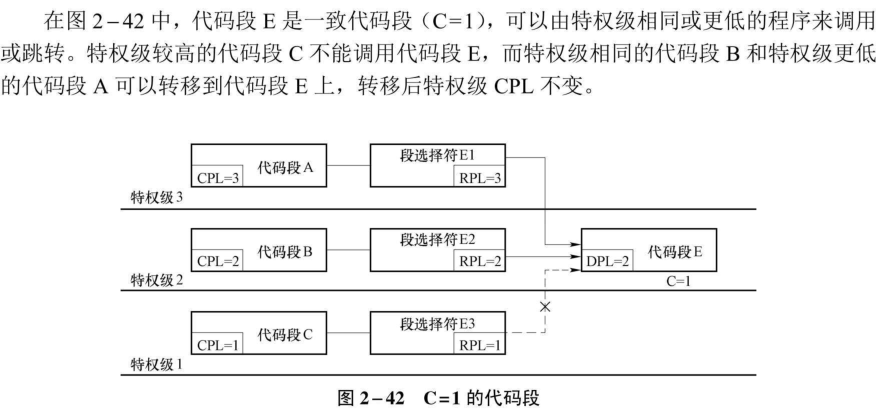 在图 2-42 中，代码段 E 是一致代码段（C=1），可以由特权级相同或更低的程序来调用
或跳转。特权级较高的代码段 C 不能调用代码段 E，而特权级相同的代码段 B 和特权级更低
的代码段 A 可以转移到代码段 E 上，转移后特权级 CPL 不变。
代码段A
CPL=3
段选择符E1
RPL=3
特权级3
代码段B
CPL=2
段选择符E2
RPL=2
代码段E
DPL=2
特权级2
C=1
代码段C
CPL=1
段选择符E3
RPL=1
特权级1
图 2-42 C=1 的代码段